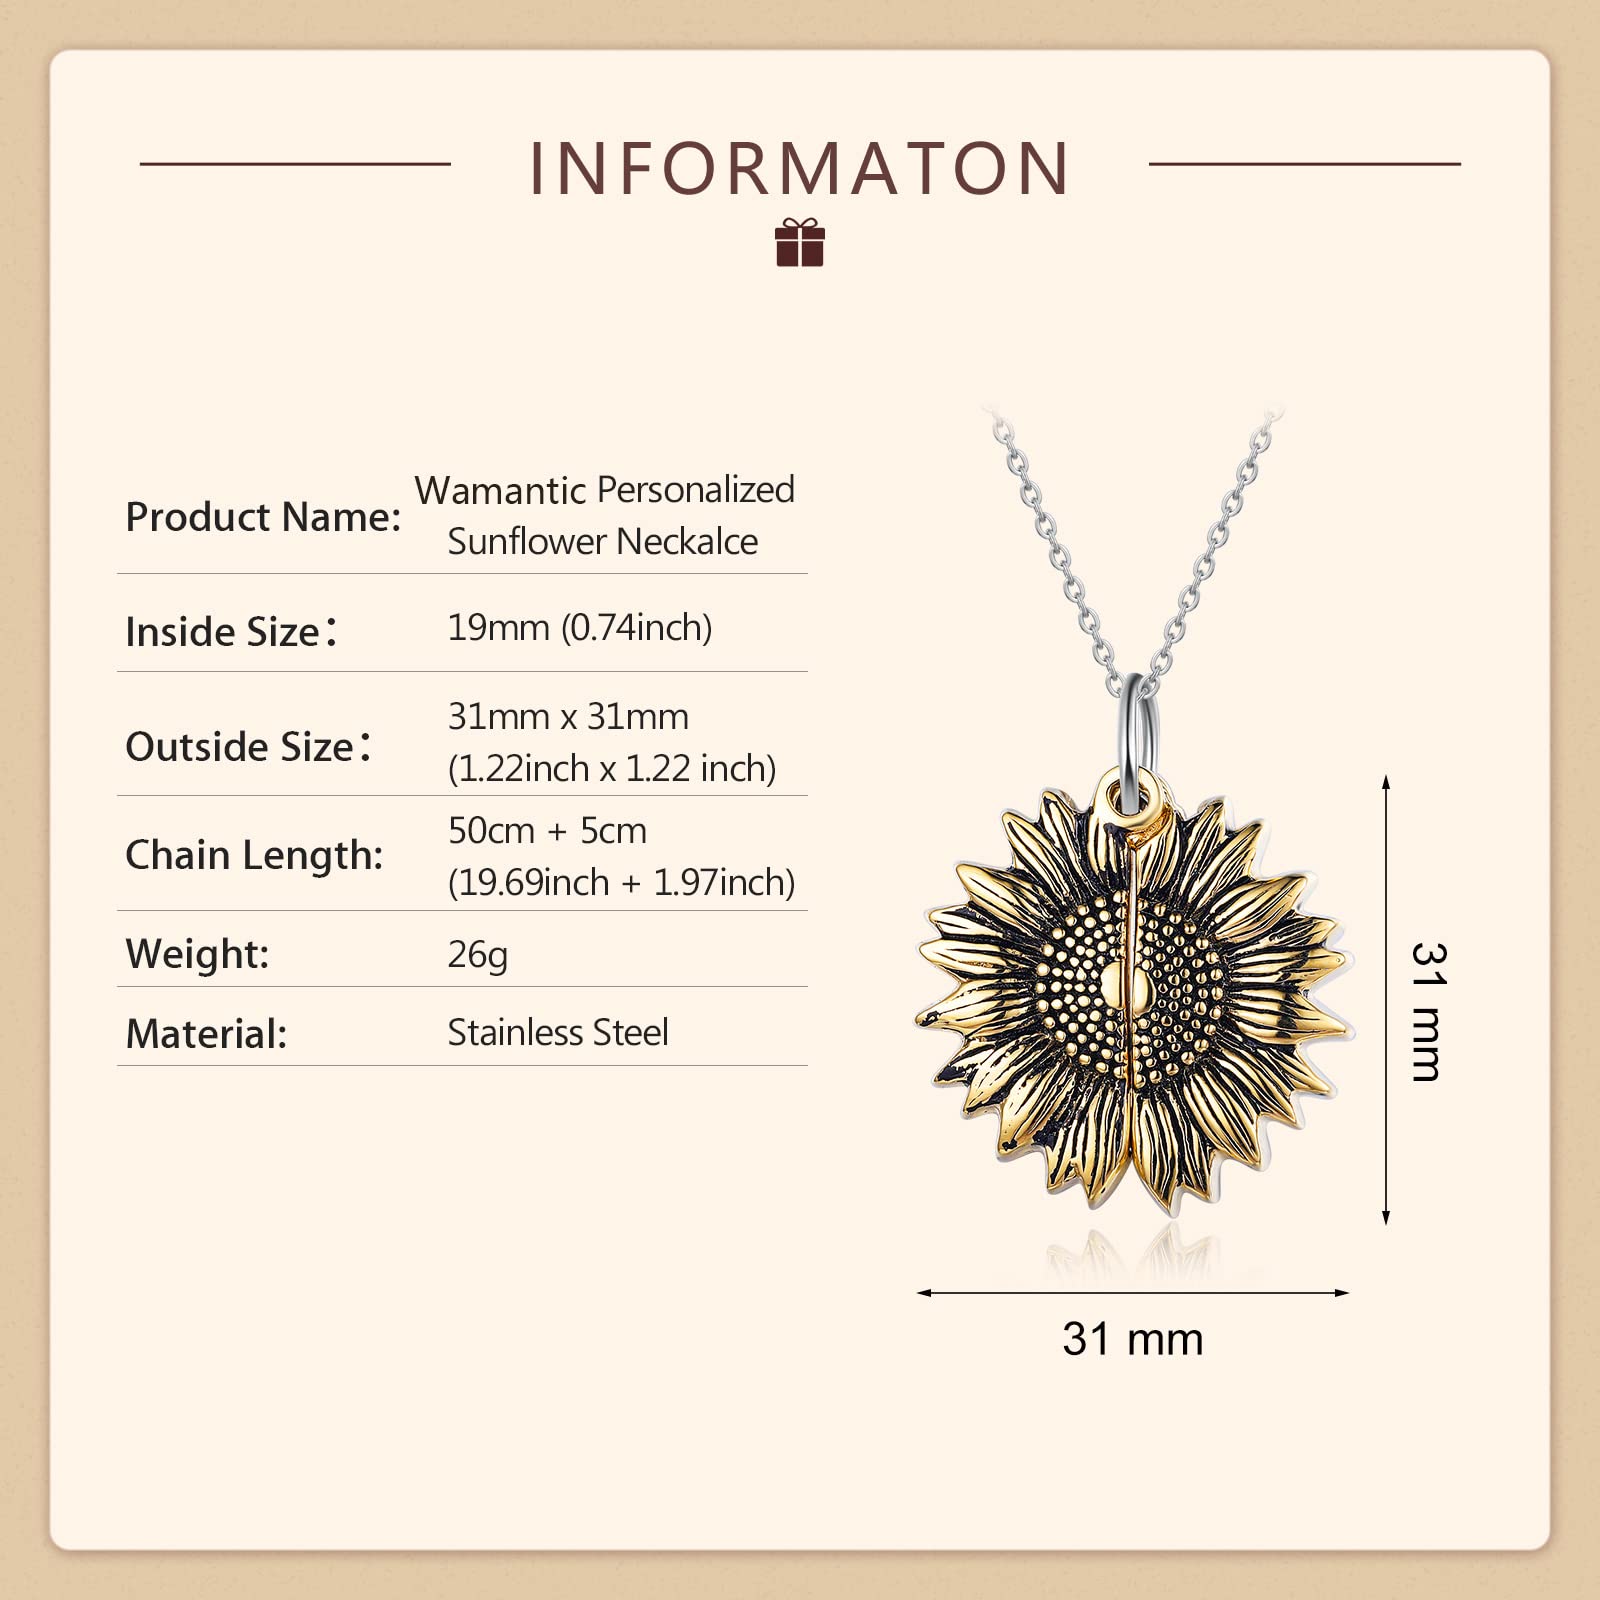 INFORMATON
Product Name: Wamantic Personalized
Sunflower Neckalce
Inside Size: 19mm (0.74inch)
Outside Size: 31mm x 31mm
(1.22inch x 1.22 inch)
Chain Length: 50cm + 5cm
(19.69inch + 1.97inch)
Weight: 26g
Material: Stainless Steel
31 mm
31 mm